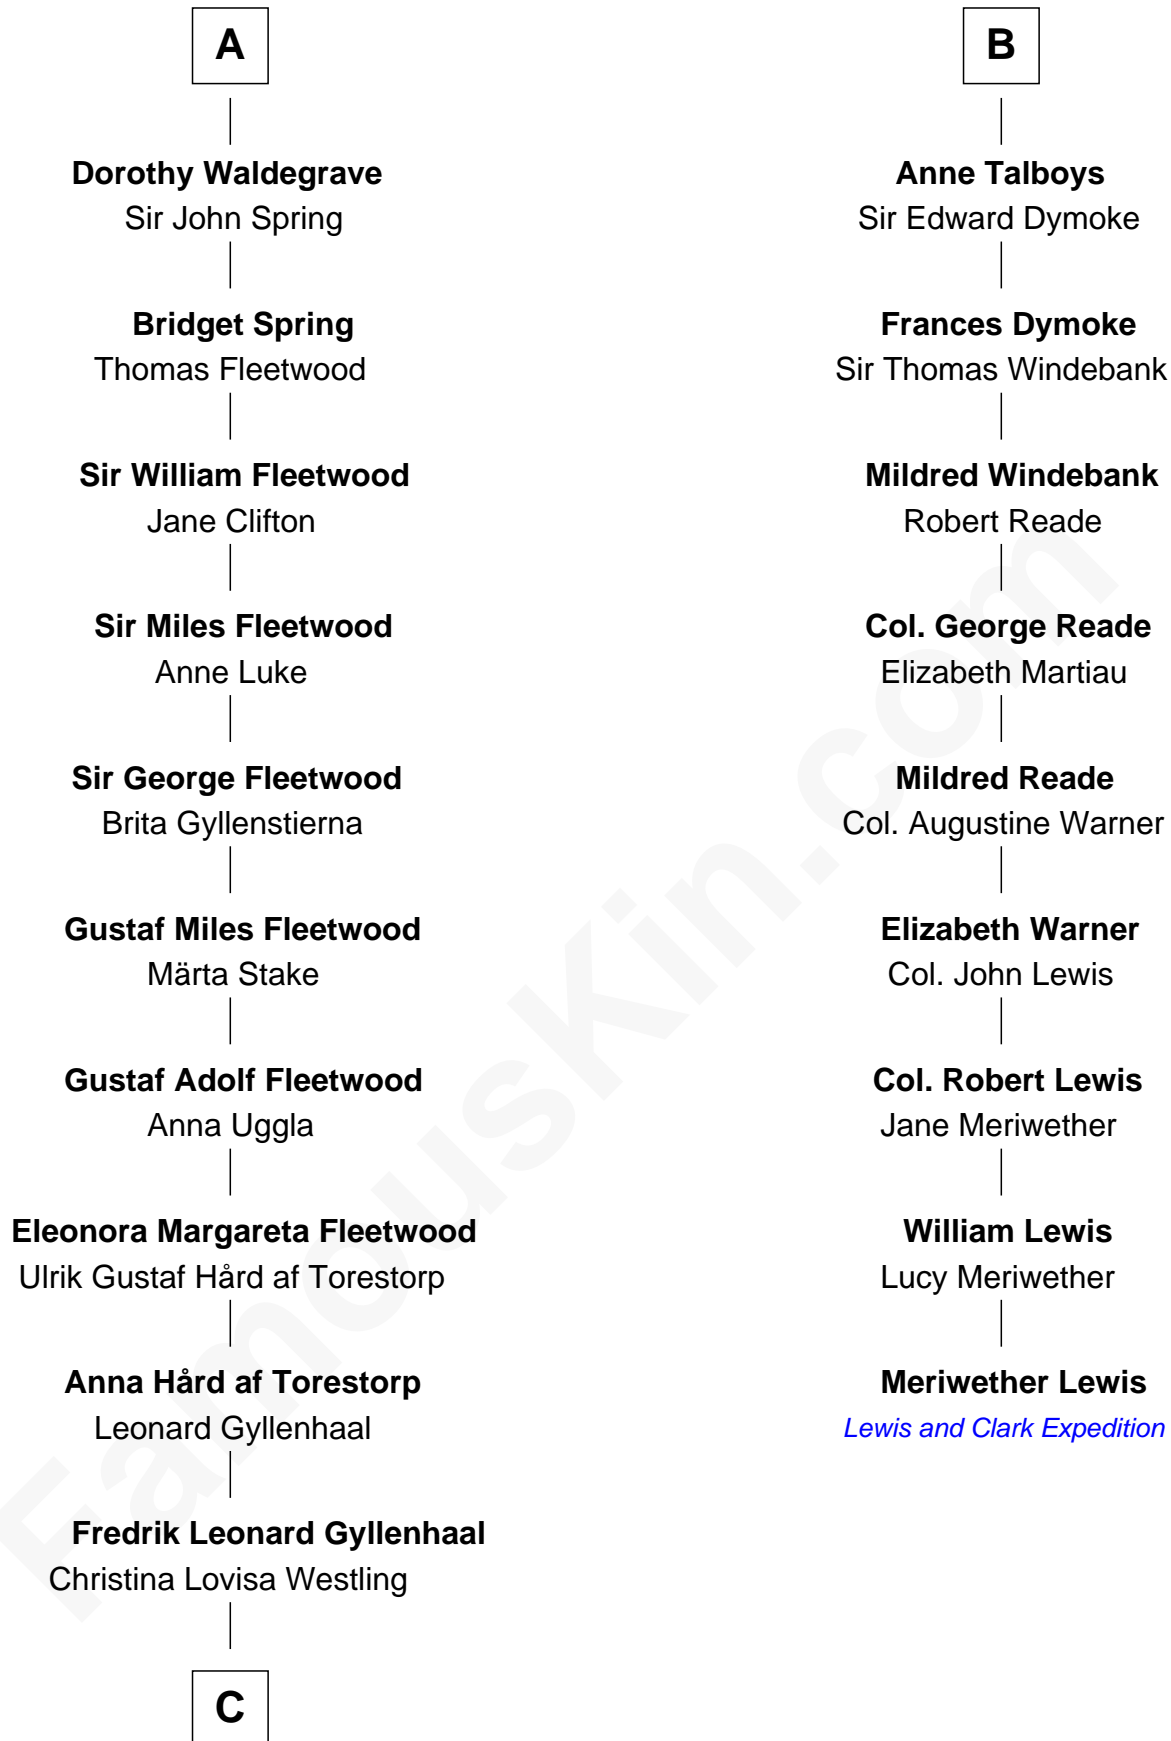 A
Dorothy Waldegrave
Sir John Spring
Bridget Spring
Thomas Fleetwood
Sir William Fleetwood
Jane Clifton
Sir Miles Fleetwood
Anne Luke
Sir George Fleetwood
Brita Gyllenstierna
Gustaf Miles Fleetwood
Märta Stake
Gustaf Adolf Fleetwood
Anna Uggla
Eleonora Margareta Fleetwood
Ulrik Gustaf Hård af Torestorp
Anna Hård af Torestorp
Leonard Gyllenhaal
Fredrik Leonard Gyllenhaal
Christina Lovisa Westling
C
B
Anne Talboys
Sir Edward Dymoke
Frances Dymoke
Sir Thomas Windebank
Mildred Windebank
Robert Reade
Col. George Reade
Elizabeth Martiau
Mildred Reade
Col. Augustine Warner
Elizabeth Warner
Col. John Lewis
Col. Robert Lewis
Jane Meriwether
William Lewis
Lucy Meriwether
Meriwether Lewis
Lewis and Clark Expedition
FamousKin.com